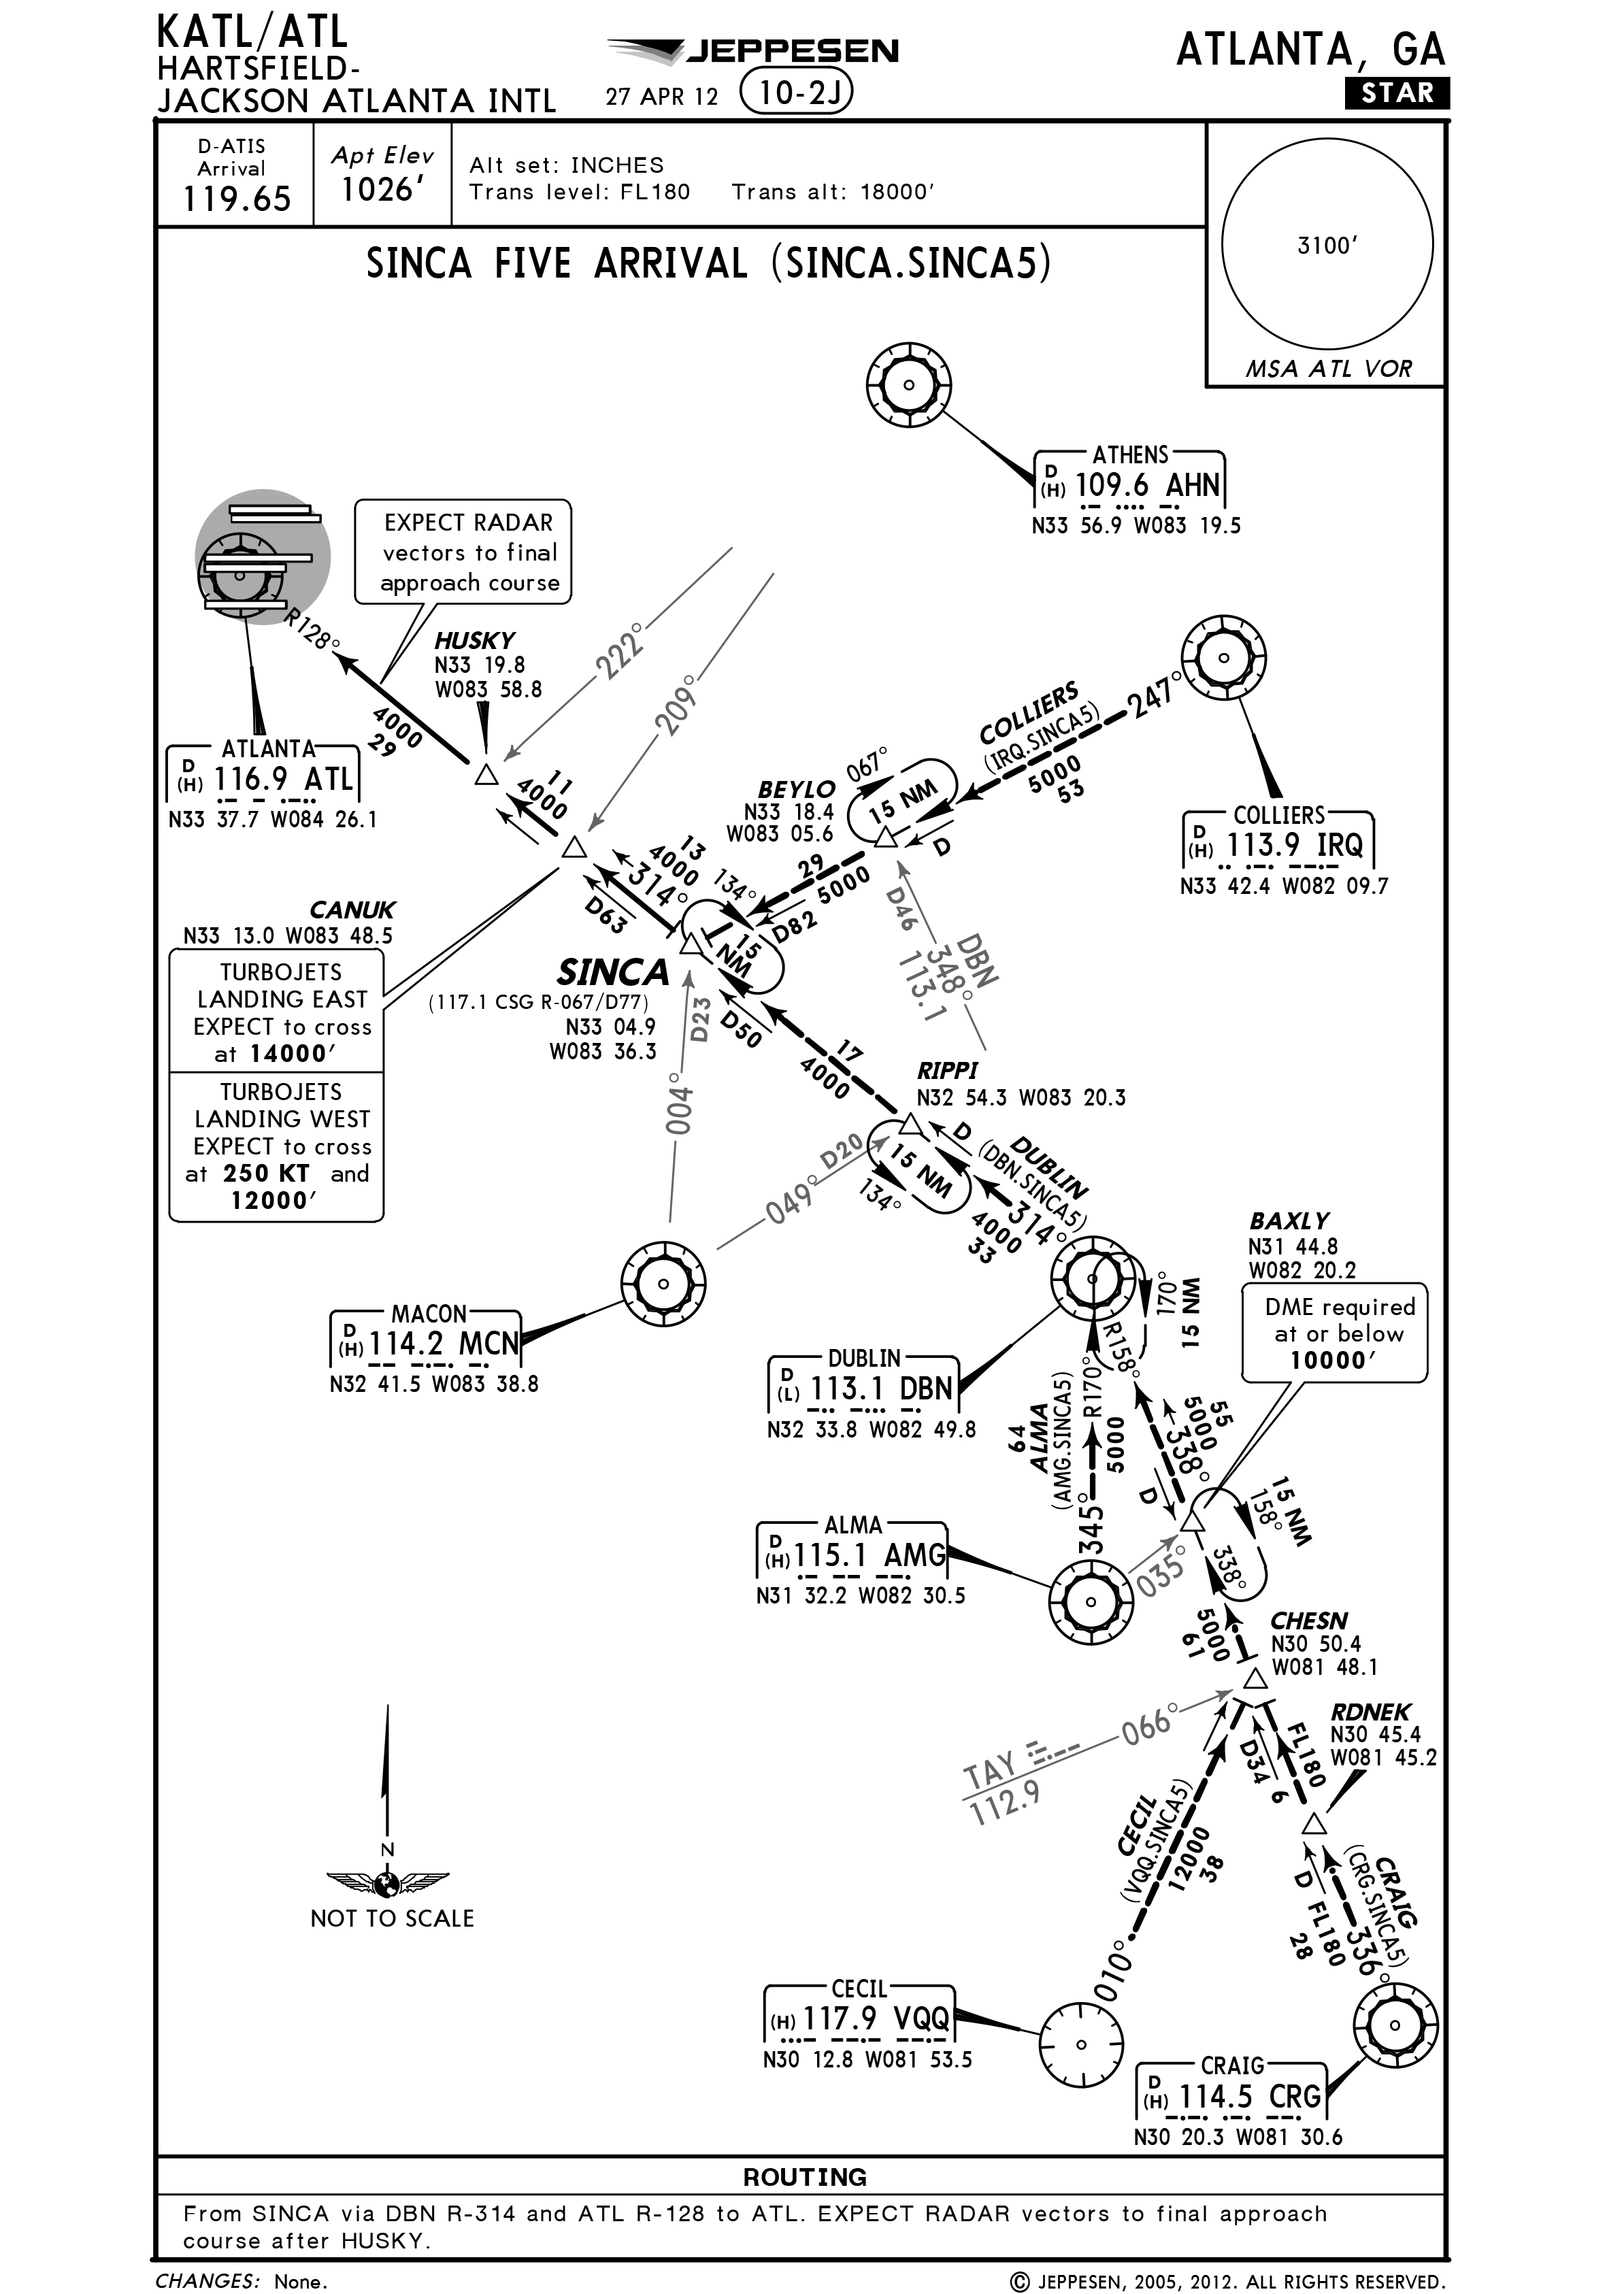 KATL/ATL
HARTSFIELD-
JACKSON ATLANTA INTL
JEPPESEN
27 APR 12
10-2J
ATLANTA, GA
STAR
D-ATIS
Arrival
119.65
Apt Elev
1026'
Alt set: INCHES
Trans level: FL180 Trans alt: 18000'
3100'
MSA ATL VOR
SINCA FIVE ARRIVAL (SINCA.SINCA5)
ATHENS
D
(H) 109.6 AHN
N33 56.9 W083 19.5
EXPECT RADAR
vectors to final
approach course
R128°
HUSKY
N33 19.8
W083 58.8
4000
29
222°
209°
ATLANTA
D
(H) 116.9 ATL
N33 37.7 W084 26.1
11
4000
COLLIERS
(IRQ.SINCA5)
247°
5000
53
BEYLO
N33 18.4
W083 05.6
067°
15 NM
D
COLLIERS
D
(H) 113.9 IRQ
N33 42.4 W082 09.7
13
4000
314°
D63
134°
15
NM
29
5000
D82
D46
DBN
348°
113.1
CANUK
N33 13.0 W083 48.5
TURBOJETS
LANDING EAST
EXPECT to cross
at 14000'
TURBOJETS
LANDING WEST
EXPECT to cross
at 250 KT and
12000'
SINCA
(117.1 CSG R-067/D77)
N33 04.9
W083 36.3
D23
004°
D50
17
4000
RIPPI
N32 54.3 W083 20.3
D
DUBLIN
(DBN.SINCA5)
314°
4000
33
15 NM
134°
D20
049°
MACON
D
(H) 114.2 MCN
N32 41.5 W083 38.8
DUBLIN
D
(L) 113.1 DBN
N32 33.8 W082 49.8
170°
15 NM
R158°
R170°
BAXLY
N31 44.8
W082 20.2
DME required
at or below
10000'
64
ALMA
(AMG.SINCA5)
5000
345°
55
5000
338°
D
15 NM
158°
338°
035°
ALMA
D
(H) 115.1 AMG
N31 32.2 W082 30.5
5000
61
CHESN
N30 50.4
W081 48.1
RDNEK
N30 45.4
W081 45.2
TAY
112.9
066°
FL180
D34 6
CECIL
(VQQ.SINCA5)
12000
38
010°
D FL180
28
CRAIG
(CRG.SINCA5)
336°
CECIL
(H) 117.9 VQQ
N30 12.8 W081 53.5
CRAIG
D
(H) 114.5 CRG
N30 20.3 W081 30.6
N
NOT TO SCALE
ROUTING
From SINCA via DBN R-314 and ATL R-128 to ATL. EXPECT RADAR vectors to final approach
course after HUSKY.
CHANGES: None.
© JEPPESEN, 2005, 2012. ALL RIGHTS RESERVED.